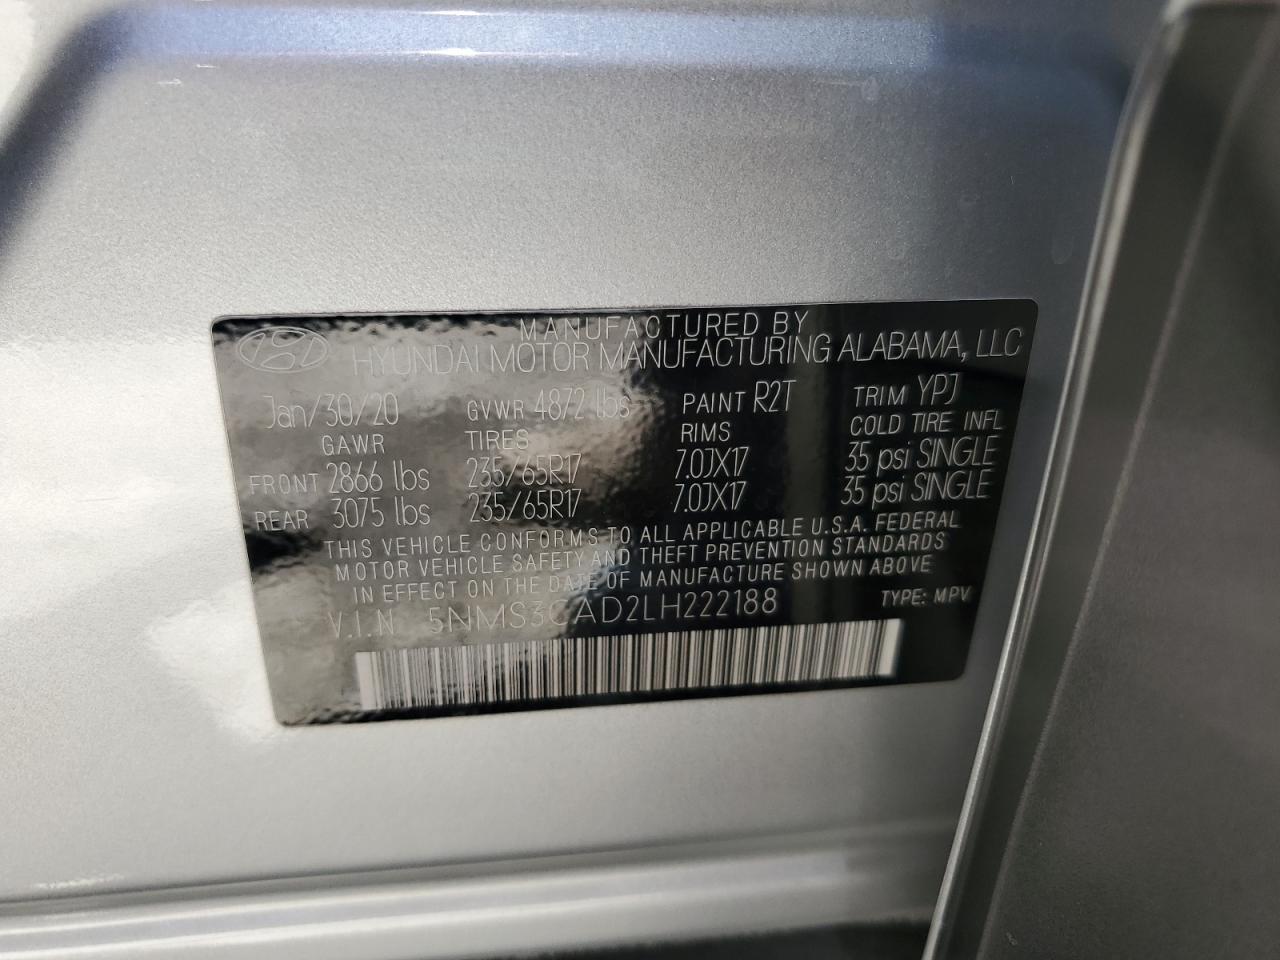 MANUFACTURED BY
HYUNDAI MOTOR MANUFACTURING ALABAMA, LLC
Jan/30/20 GVWR 4872 lbs PAINT R2T TRIM YPJ
GAWR TIRES RIMS COLD TIRE INFL
FRONT 2866 lbs 235/65R17 7.0JX17 35 psi SINGLE
REAR 3075 lbs 235/65R17 7.0JX17 35 psi SINGLE
THIS VEHICLE CONFORMS TO ALL APPLICABLE U.S.A. FEDERAL
MOTOR VEHICLE SAFETY AND THEFT PREVENTION STANDARDS
IN EFFECT ON THE DATE OF MANUFACTURE SHOWN ABOVE
V.I.N. 5NMS3CAD2LH222188 TYPE: MPV